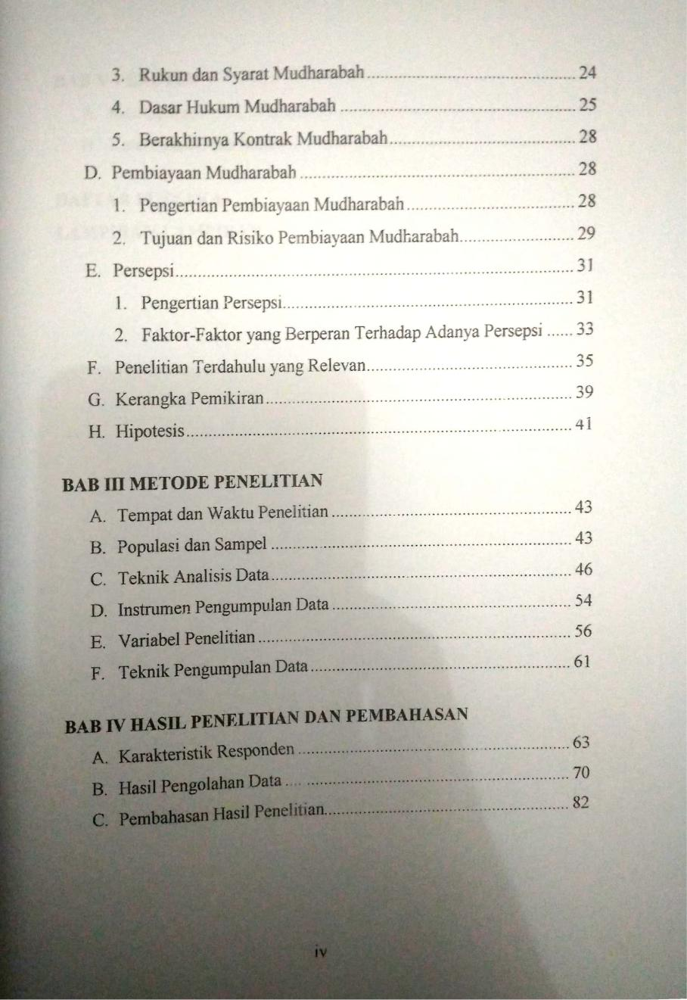 3. Rukun dan Syarat Mudharabah ............................................... 24
4. Dasar Hukum Mudharabah ..................................................... 25
5. Berakhirnya Kontrak Mudharabah .......................................... 28
D. Pembiayaan Mudharabah .............................................................. 28
1. Pengertian Pembiayaan Mudharabah ...................................... 28
2. Tujuan dan Risiko Pembiayaan Mudharabah.......................... 29
E. Persepsi.......................................................................................... 31
1. Pengertian Persepsi................................................................. 31
2. Faktor-Faktor yang Berperan Terhadap Adanya Persepsi ...... 33
F. Penelitian Terdahulu yang Relevan............................................... 35
G. Kerangka Pemikiran ..................................................................... 39
H. Hipotesis ....................................................................................... 41
BAB III METODE PENELITIAN
A. Tempat dan Waktu Penelitian ...................................................... 43
B. Populasi dan Sampel .................................................................... 43
C. Teknik Analisis Data .................................................................... 46
D. Instrumen Pengumpulan Data ...................................................... 54
E. Variabel Penelitian ....................................................................... 56
F. Teknik Pengumpulan Data ........................................................... 61
BAB IV HASIL PENELITIAN DAN PEMBAHASAN
A. Karakteristik Responden .............................................................. 63
B. Hasil Pengolahan Data ................................................................. 70
C. Pembahasan Hasil Penelitian........................................................ 82
iv